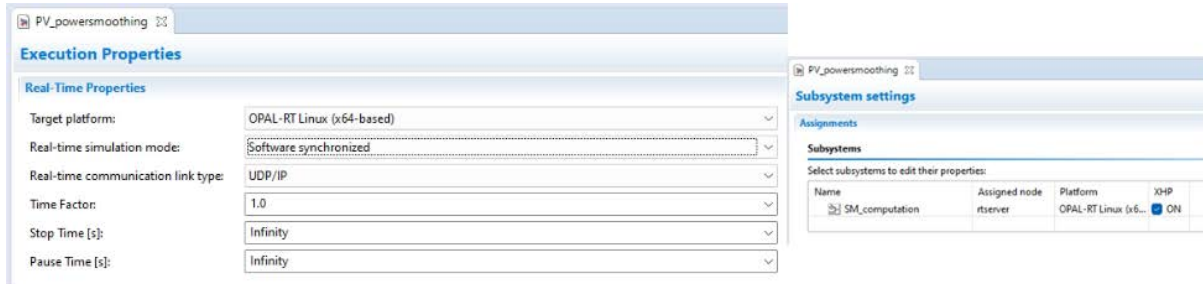 PV_powersmoothing
Execution Properties
Real-Time Properties
Target platform: OPAL-RT Linux (x64-based)
Real-time simulation mode: Software synchronized
Real-time communication link type: UDP/IP
Time Factor: 1.0
Stop Time [s]: Infinity
Pause Time [s]: Infinity
PV_powersmoothing
Subsystem settings
Assignments
Subsystems
Select subsystems to edit their properties:
Name Assigned node Platform XHP
SM_computation rtserver OPAL-RT Linux (x6... ON